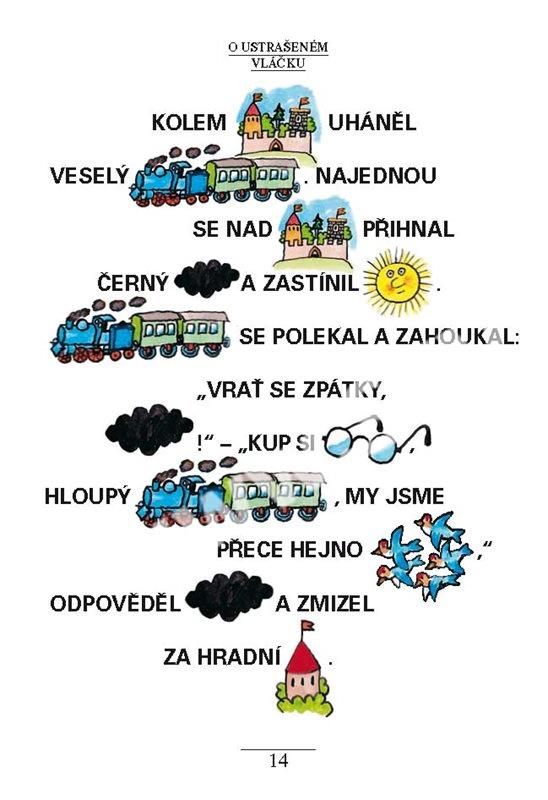 O USTRAŠENÉM
VLÁČKU
KOLEM UHÁNĚL
VESELÝ . NAJEDNOU
SE NAD PŘIHNAL
ČERNÝ A ZASTÍNIL .
SE POLEKAL A ZAHOUKAL:
„VRAŤ SE ZPÁTKY,
!“ – „KUP SI ,
HLOUPÝ , MY JSME
PŘECE HEJNO ,“
ODPOVĚDĚL A ZMIZEL
ZA HRADNÍ .
14